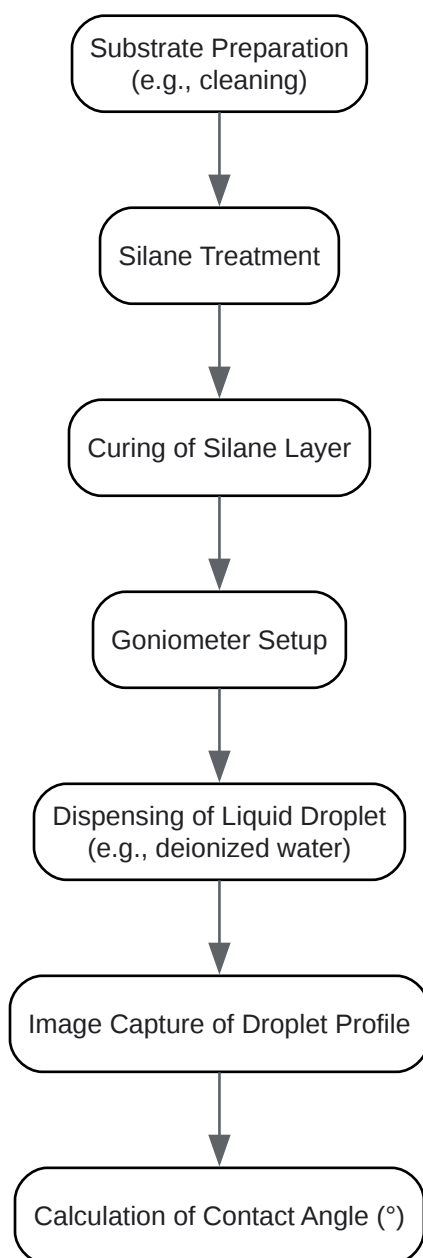 Substrate Preparation
(e.g., cleaning)
Silane Treatment
Curing of Silane Layer
Goniometer Setup
Dispensing of Liquid Droplet
(e.g., deionized water)
Image Capture of Droplet Profile
Calculation of Contact Angle (°)